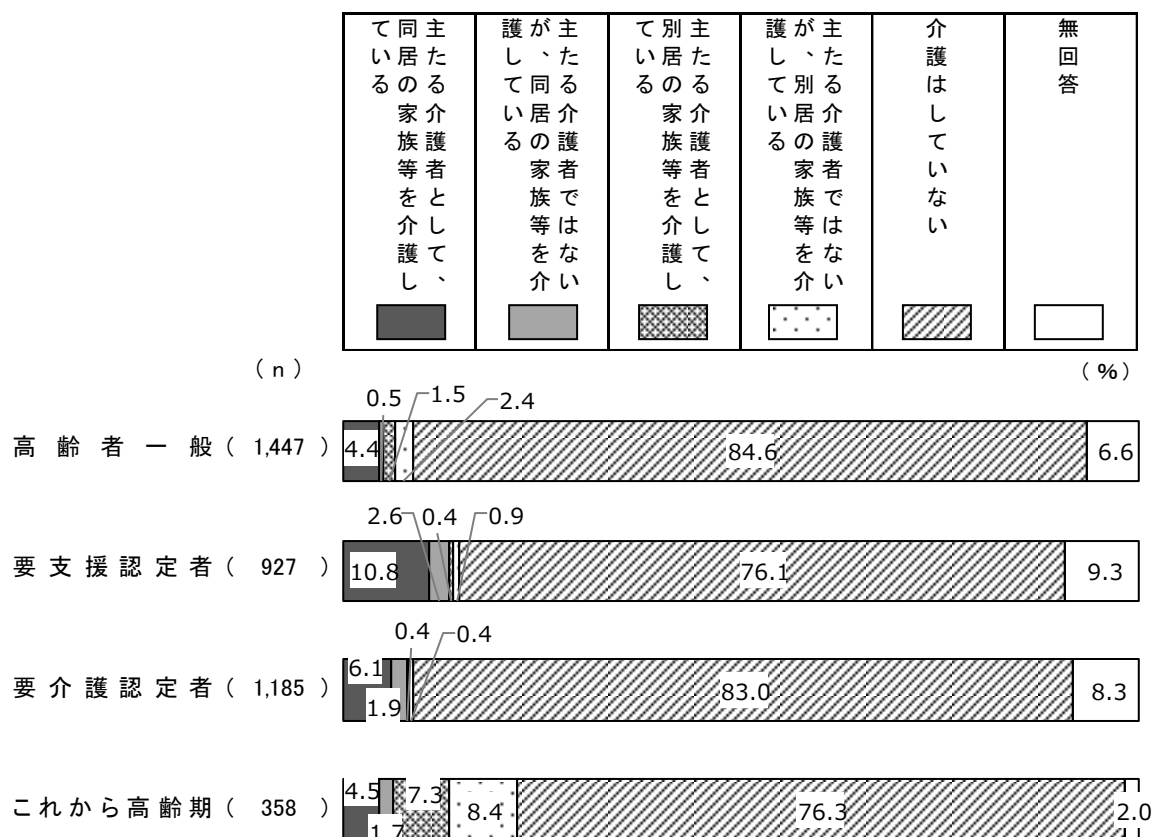 主たる介護者として、
同居の家族等を介護し
ている
主たる介護者ではない
が、同居の家族等を介
護している
主たる介護者として、
別居の家族等を介護し
ている
主たる介護者ではない
が、別居の家族等を介
護している
介護はしていない
無回答
（n） （%）
0.5 1.5 2.4
高齢者一般（ 1,447 ） 4.4 84.6 6.6
2.6 0.4 0.9
要支援認定者（ 927 ） 10.8 76.1 9.3
0.4 0.4
要介護認定者（ 1,185 ） 6.1 1.9 83.0 8.3
これから高齢期（ 358 ） 4.5 1.7 7.3 8.4 76.3 2.0